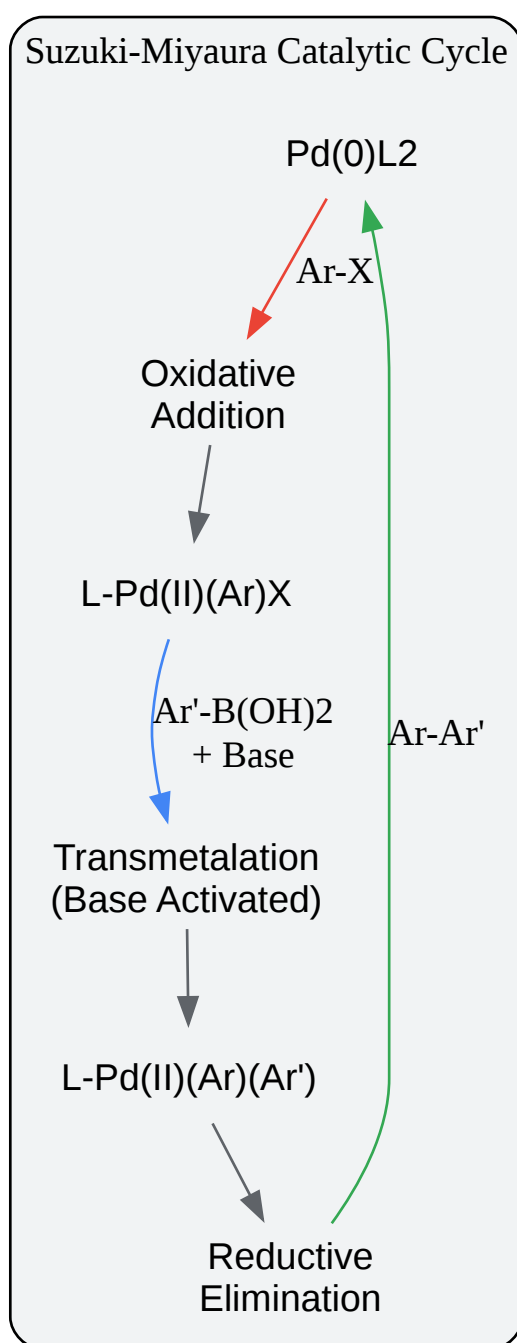 Suzuki-Miyaura Catalytic Cycle
Pd(0)L2
Ar-X
Oxidative
Addition
L-Pd(II)(Ar)X
Ar'-B(OH)2
+ Base
Ar-Ar'
Transmetalation
(Base Activated)
L-Pd(II)(Ar)(Ar')
Reductive
Elimination